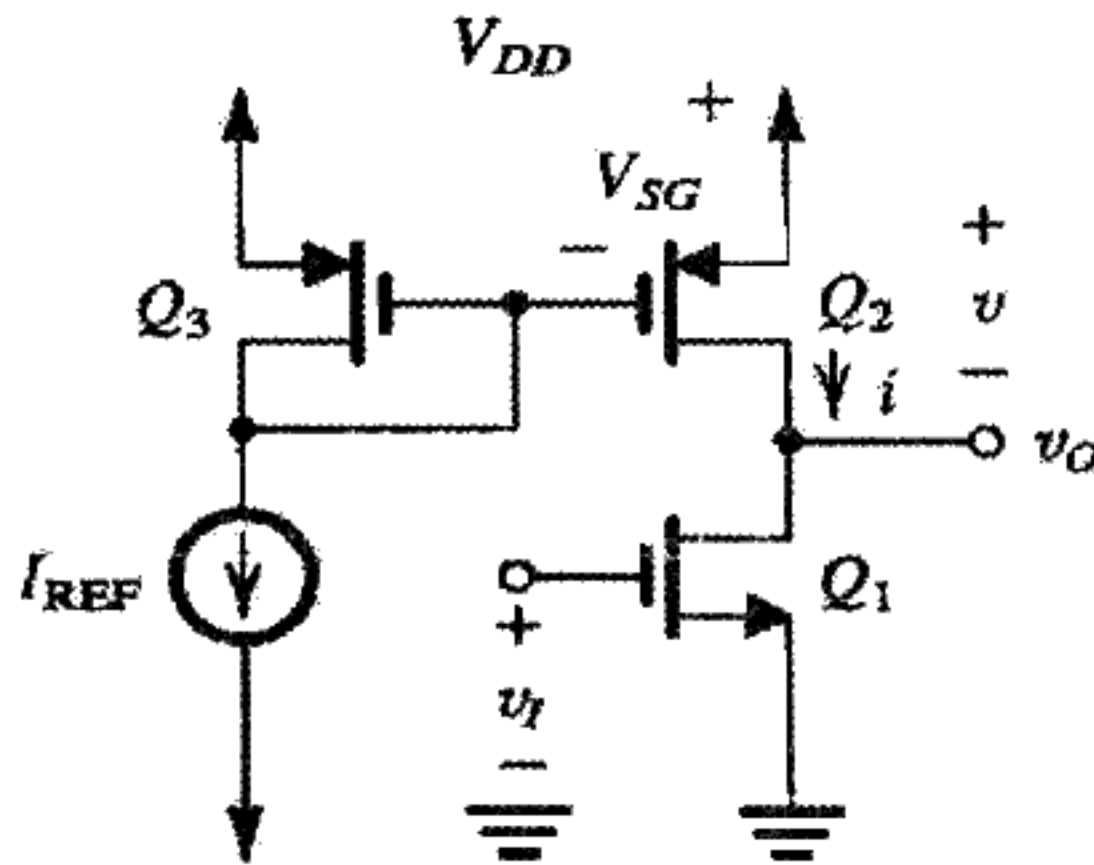 V_DD
+
V_SG
−
+
Q_3
Q_2
v
−
i
v_O
I_REF
Q_1
+
v_I
−